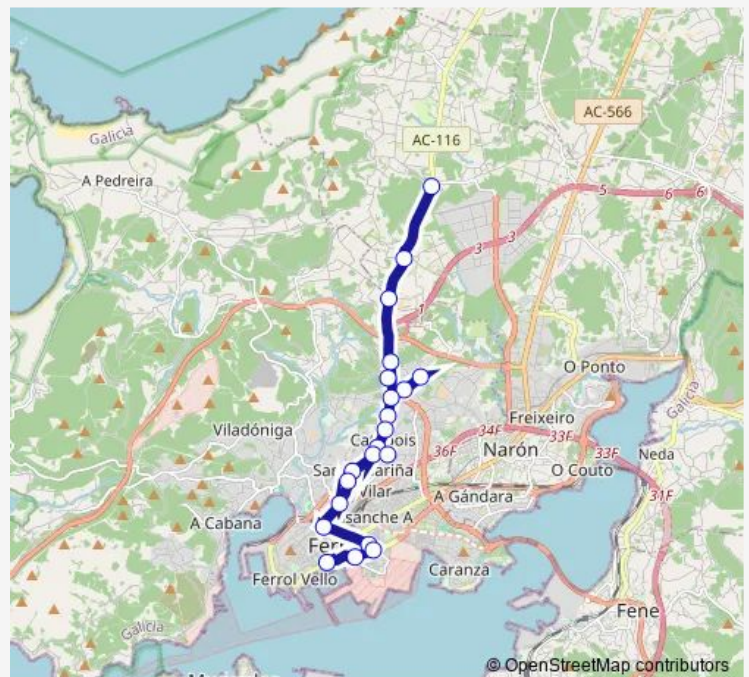 AC-566
Galicia
AC-116
A Pedreira
5
6
6
3
3
1
O Ponto
Galicia
Viladóniga
Freixeiro
34F
33F
36F
Narón
33F
Neda
O Couto
Vilar
31F
A Cabana
A Gándara
Ferrol Vello
Caranza
Fene
Galicia
© OpenStreetMap contributors